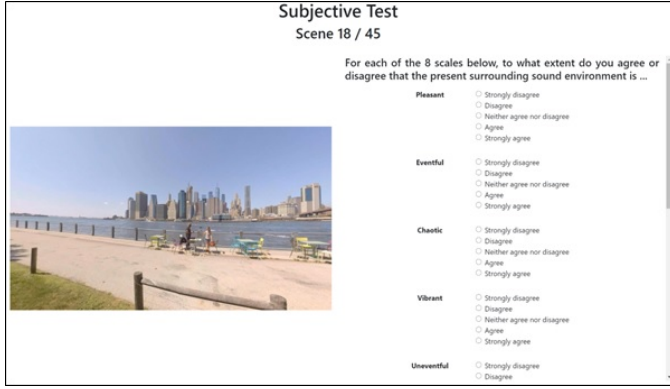 Subjective Test
Scene 18 / 45
For each of the 8 scales below, to what extent do you agree or
disagree that the present surrounding sound environment is ...
Pleasant
Strongly disagree
Disagree
Neither agree nor disagree
Agree
Strongly agree
Eventful
Strongly disagree
Disagree
Neither agree nor disagree
Agree
Strongly agree
Chaotic
Strongly disagree
Disagree
Neither agree nor disagree
Agree
Strongly agree
Vibrant
Strongly disagree
Disagree
Neither agree nor disagree
Agree
Strongly agree
Uneventful
Strongly disagree
Disagree